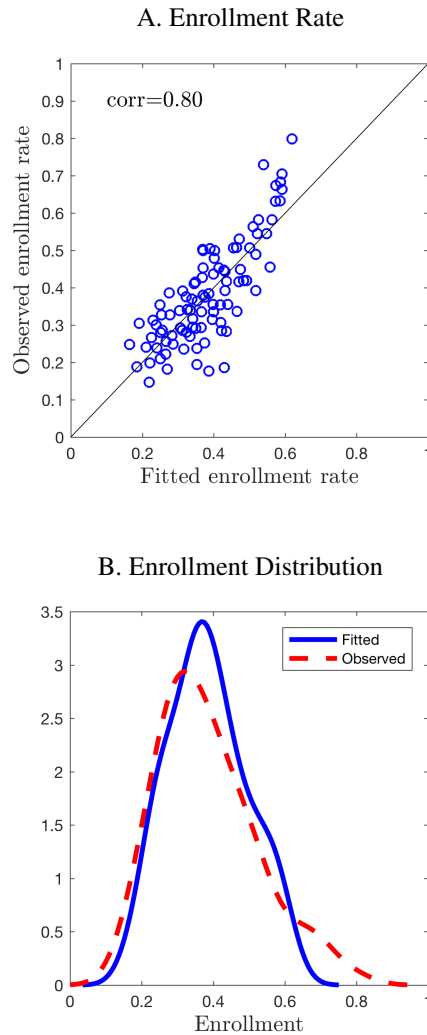 A. Enrollment Rate
1
0.9
0.8
0.7
0.6
0.5
0.4
0.3
0.2
0.1
0
corr=0.80
Observed enrollment rate
0 0.2 0.4 0.6 0.8 1
Fitted enrollment rate
B. Enrollment Distribution
3.5
3
2.5
2
1.5
1
0.5
0
Fitted
Observed
0 0.2 0.4 0.6 0.8 1
Enrollment